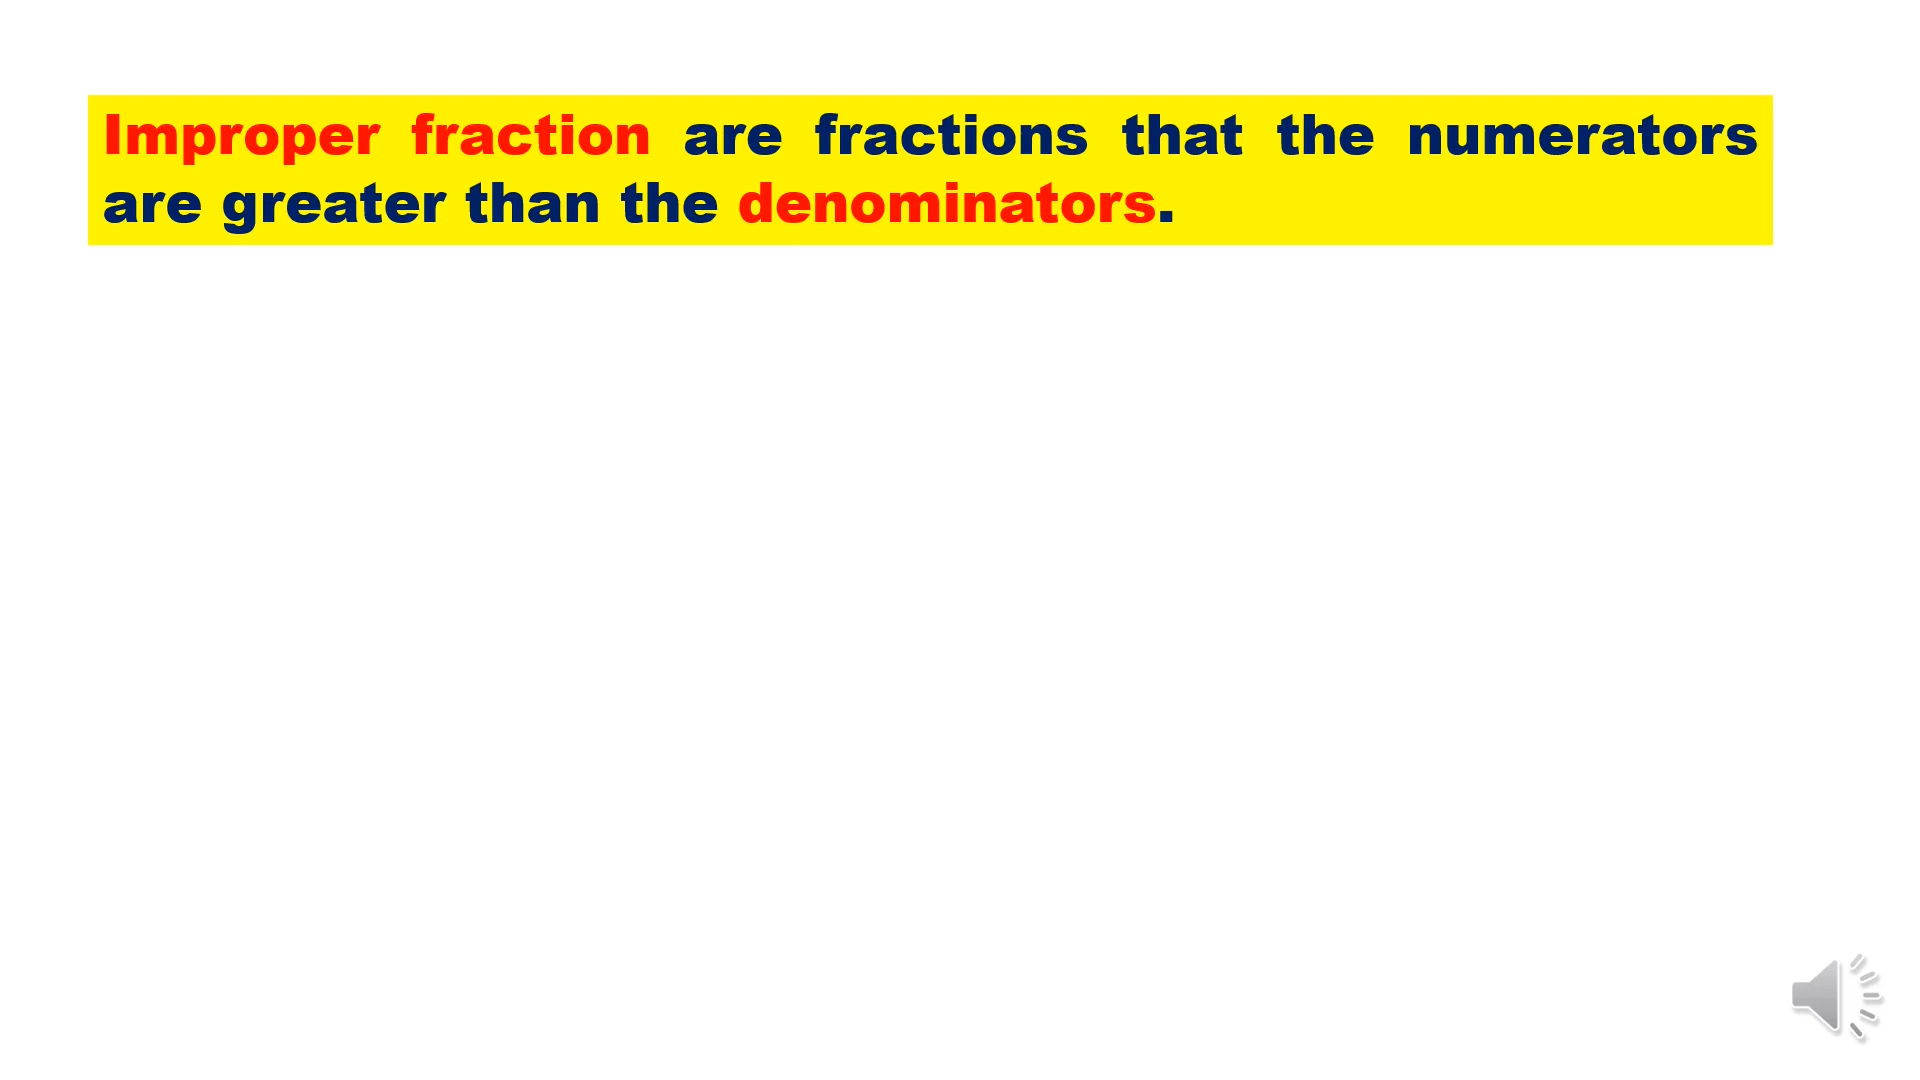 Improper fraction are fractions that the numerators
are greater than the denominators.